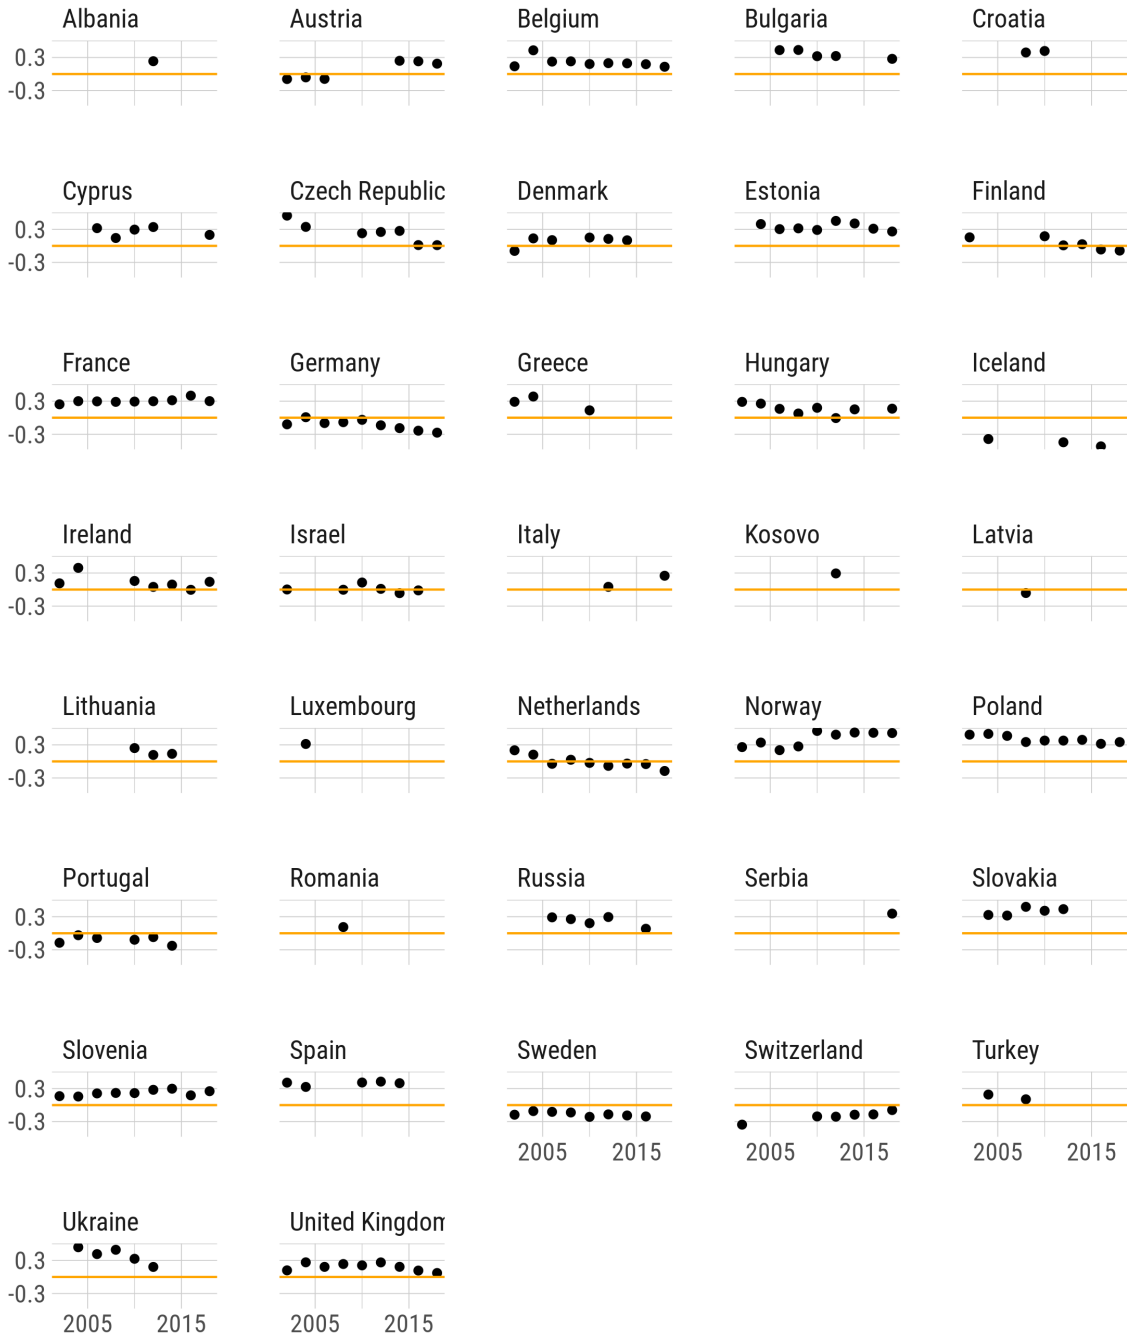 Albania Austria Belgium Bulgaria Croatia
0.3
-0.3
Cyprus Czech Republic Denmark Estonia Finland
0.3
-0.3
France Germany Greece Hungary Iceland
0.3
-0.3
Ireland Israel Italy Kosovo Latvia
0.3
-0.3
Lithuania Luxembourg Netherlands Norway Poland
0.3
-0.3
Portugal Romania Russia Serbia Slovakia
0.3
-0.3
Slovenia Spain Sweden Switzerland Turkey
0.3
-0.3
2005 2015 2005 2015 2005 2015
Ukraine United Kingdom
0.3
-0.3
2005 2015 2005 2015